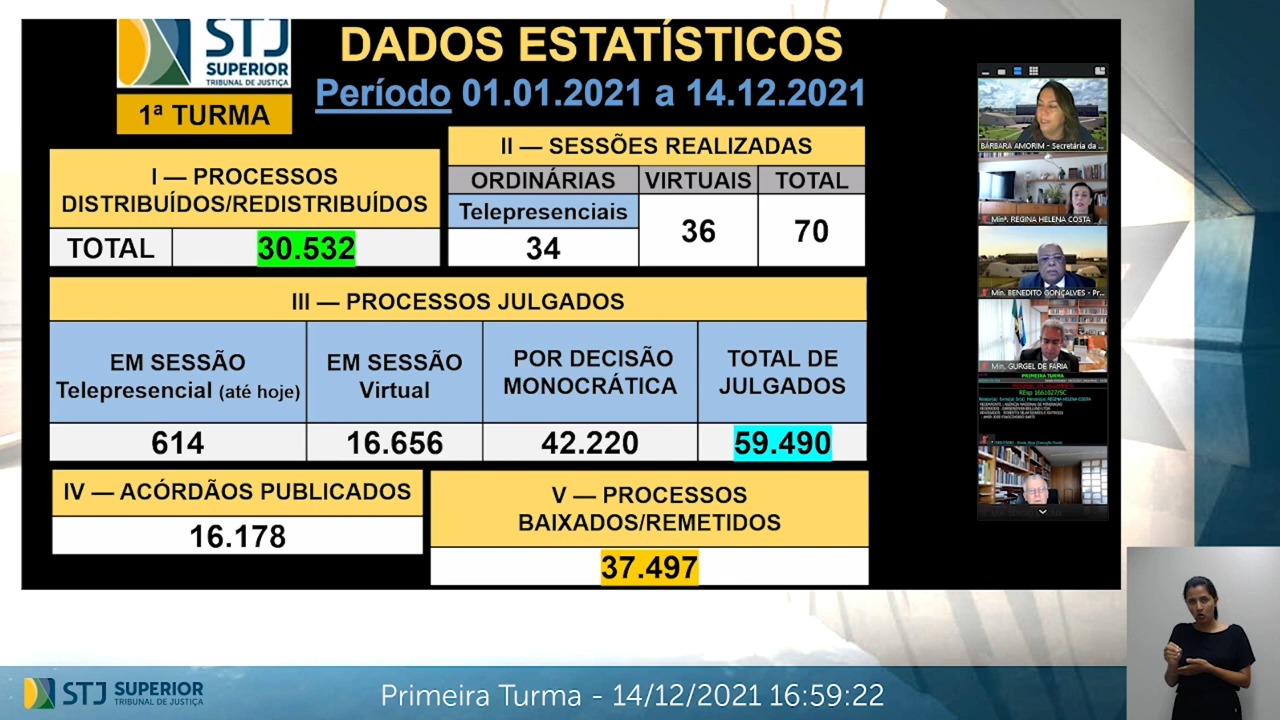 STJ
SUPERIOR
TRIBUNAL DE JUSTIÇA
1ª TURMA
DADOS ESTATÍSTICOS
Período 01.01.2021 a 14.12.2021
I — PROCESSOS
DISTRIBUÍDOS/REDISTRIBUÍDOS
TOTAL 30.532
II — SESSÕES REALIZADAS
ORDINÁRIAS VIRTUAIS TOTAL
Telepresenciais
34 36 70
III — PROCESSOS JULGADOS
EM SESSÃO
Telepresencial (até hoje)
EM SESSÃO
Virtual
POR DECISÃO
MONOCRÁTICA
TOTAL DE
JULGADOS
614 16.656 42.220 59.490
IV — ACÓRDÃOS PUBLICADOS
16.178
V — PROCESSOS
BAIXADOS/REMETIDOS
37.497
BÁRBARA AMORIM - Secretária da ...
Minª. REGINA HELENA COSTA
Min. BENEDITO GONÇALVES - Pr...
Min. GURGEL DE FARIA
PRIMEIRA TURMA
REsp 1661027/SC
STJ SUPERIOR
TRIBUNAL DE JUSTIÇA
Primeira Turma - 14/12/2021 16:59:22